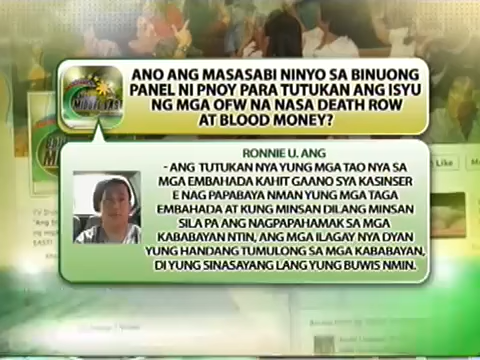 ANO ANG MASASABI NINYO SA BINUONG
PANEL NI PNOY PARA TUTUKAN ANG ISYU
NG MGA OFW NA NASA DEATH ROW
AT BLOOD MONEY?
RONNIE U. ANG
- ANG TUTUKAN NYA YUNG MGA TAO NYA SA
MGA EMBAHADA KAHIT GAANO SYA KASINSER
E NAG PAPABAYA NMAN YUNG MGA TAGA
EMBAHADA AT KUNG MINSAN DILANG MINSAN
SILA PA ANG NAGPAPAHAMAK SA MGA
KABABAYAN NTIN, ANG MGA ILAGAY NYA DYAN
YUNG HANDANG TUMULONG SA MGA KABABAYAN,
DI YUNG SINASAYANG LANG YUNG BUWIS NMIN.
Like